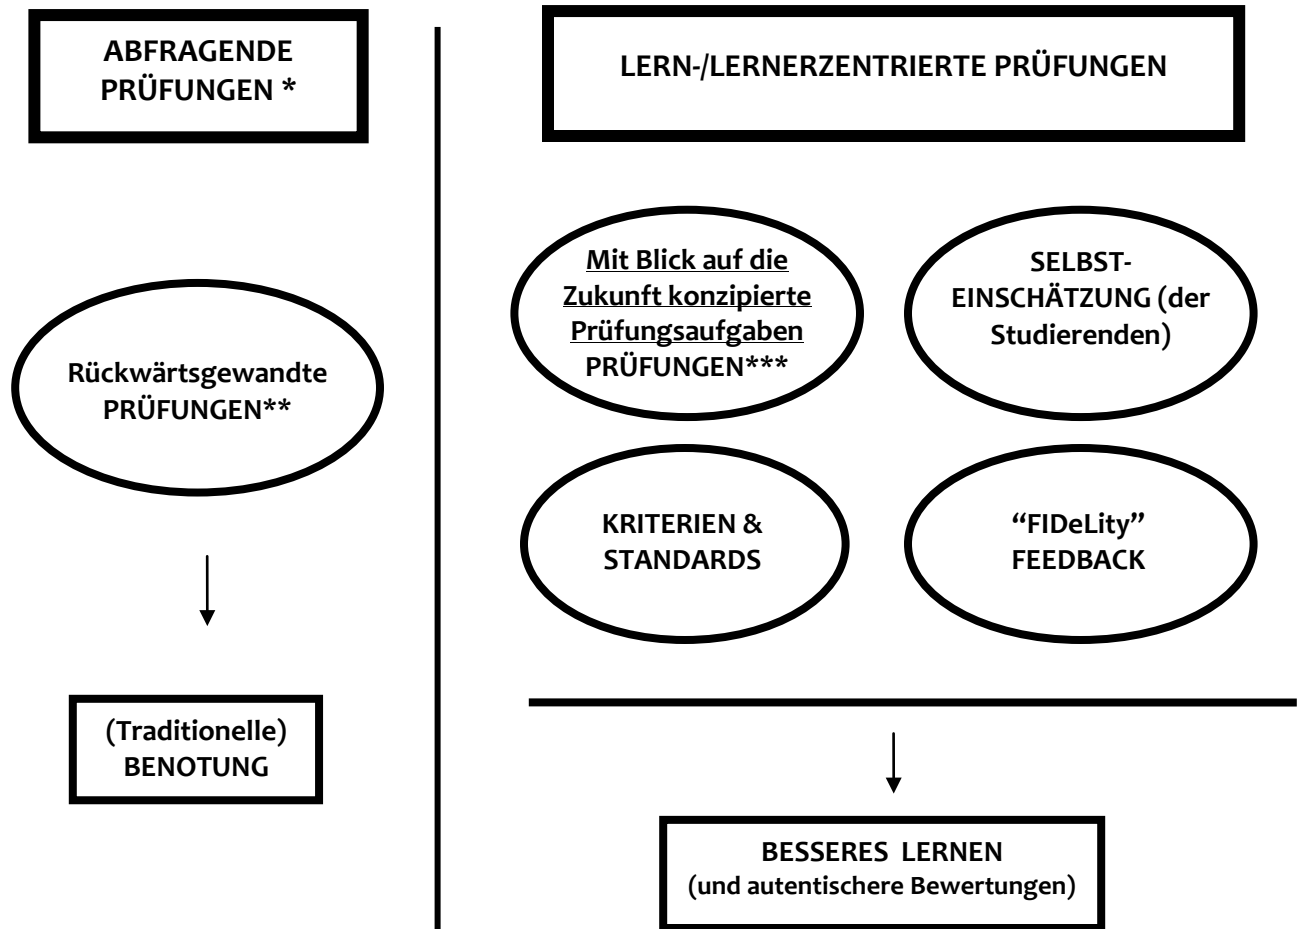 ABFRAGENDE
PRÜFUNGEN *
Rückwärtsgewandte
PRÜFUNGEN**
(Traditionelle)
BENOTUNG
LERN-/LERNERZENTRIERTE PRÜFUNGEN
Mit Blick auf die
Zukunft konzipierte
Prüfungsaufgaben
PRÜFUNGEN***
SELBST-
EINSCHÄTZUNG (der
Studierenden)
KRITERIEN &
STANDARDS
“FIDeLity”
FEEDBACK
BESSERES LERNEN
(und autentischere Bewertungen)